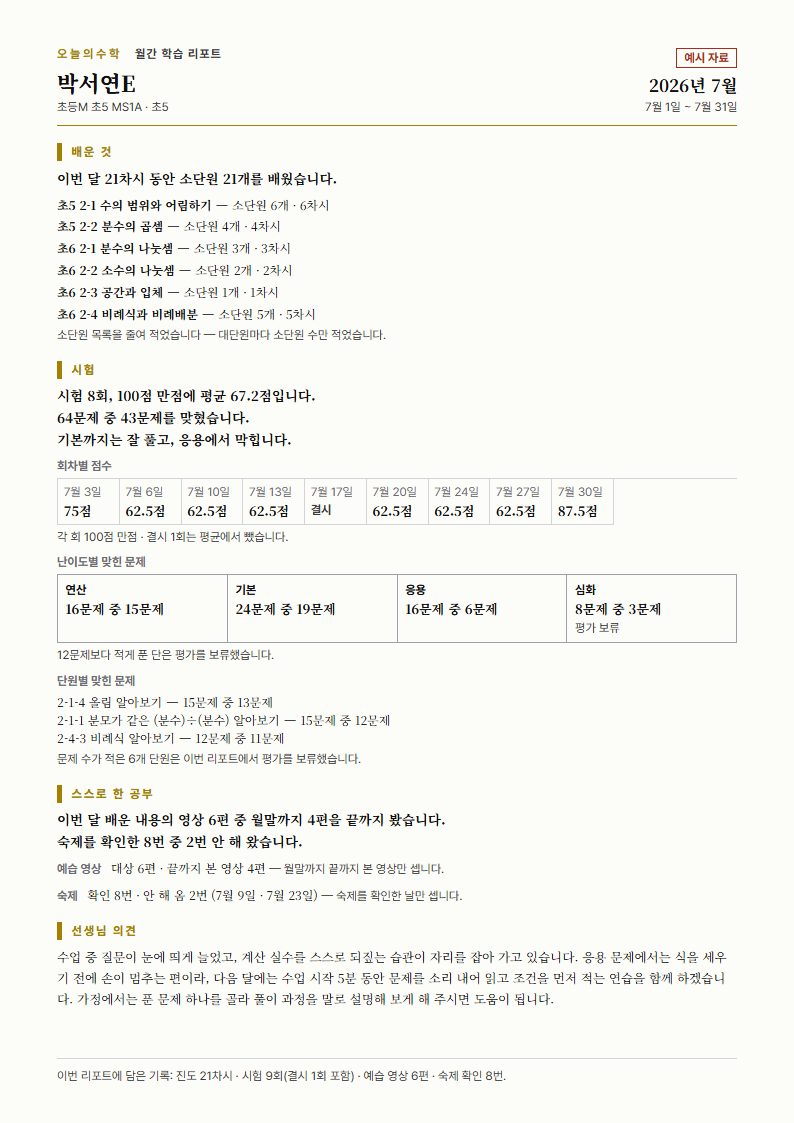 오늘의수학 월간 학습 리포트
예시 자료
박서연E
2026년 7월
초등M 초5 MS1A · 초5
7월 1일 ~ 7월 31일
배운 것
이번 달 21차시 동안 소단원 21개를 배웠습니다.
초5 2-1 수의 범위와 어림하기 — 소단원 6개 · 6차시
초5 2-2 분수의 곱셈 — 소단원 4개 · 4차시
초6 2-1 분수의 나눗셈 — 소단원 3개 · 3차시
초6 2-2 소수의 나눗셈 — 소단원 2개 · 2차시
초6 2-3 공간과 입체 — 소단원 1개 · 1차시
초6 2-4 비례식과 비례배분 — 소단원 5개 · 5차시
소단원 목록을 줄여 적었습니다 — 대단원마다 소단원 수만 적었습니다.
시험
시험 8회, 100점 만점에 평균 67.2점입니다.
64문제 중 43문제를 맞혔습니다.
기본까지는 잘 풀고, 응용에서 막힙니다.
회차별 점수
7월 3일 7월 6일 7월 10일 7월 13일 7월 17일 7월 20일 7월 24일 7월 27일 7월 30일
75점 62.5점 62.5점 62.5점 결시 62.5점 62.5점 62.5점 87.5점
각 회 100점 만점 · 결시 1회는 평균에서 뺐습니다.
난이도별 맞힌 문제
연산 기본 응용 심화
16문제 중 15문제 24문제 중 19문제 16문제 중 6문제 8문제 중 3문제
평가 보류
12문제보다 적게 푼 단은 평가를 보류했습니다.
단원별 맞힌 문제
2-1-4 올림 알아보기 — 15문제 중 13문제
2-1-1 분모가 같은 (분수)÷(분수) 알아보기 — 15문제 중 12문제
2-4-3 비례식 알아보기 — 12문제 중 11문제
문제 수가 적은 6개 단원은 이번 리포트에서 평가를 보류했습니다.
스스로 한 공부
이번 달 배운 내용의 영상 6편 중 월말까지 4편을 끝까지 봤습니다.
숙제를 확인한 8번 중 2번 안 해 왔습니다.
예습 영상 대상 6편 · 끝까지 본 영상 4편 — 월말까지 끝까지 본 영상만 셉니다.
숙제 확인 8번 · 안 해 옴 2번 (7월 9일 · 7월 23일) — 숙제를 확인한 날만 셉니다.
선생님 의견
수업 중 질문이 눈에 띄게 늘었고, 계산 실수를 스스로 되짚는 습관이 자리를 잡아 가고 있습니다. 응용 문제에서는 식을 세우
기 전에 손이 멈추는 편이라, 다음 달에는 수업 시작 5분 동안 문제를 소리 내어 읽고 조건을 먼저 적는 연습을 함께 하겠습니
다. 가정에서는 푼 문제 하나를 골라 풀이 과정을 말로 설명해 보게 해 주시면 도움이 됩니다.
이번 리포트에 담은 기록: 진도 21차시 · 시험 9회(결시 1회 포함) · 예습 영상 6편 · 숙제 확인 8번.